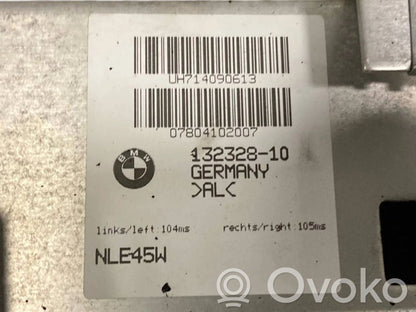 UH714090613
07804102007
BMW
132328-10
GERMANY
>AL<
links/left:104ms rechts/right:105ms
NLE45W
Ovoko